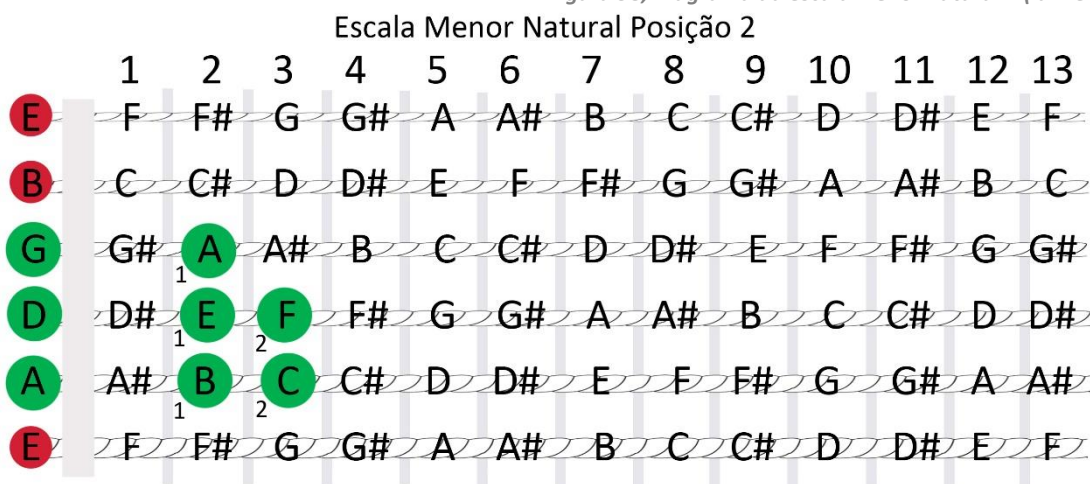 Escala Menor Natural Posição 2
1 2 3 4 5 6 7 8 9 10 11 12 13
E F F# G G# A A# B C C# D D# E F
B C C# D D# E F F# G G# A A# B C
G G# A A# B C C# D D# E F F# G G#
1
D D# E F F# G G# A A# B C C# D D#
1 2
A A# B C C# D D# E F F# G G# A A#
1 2
E F F# G G# A A# B C C# D D# E F